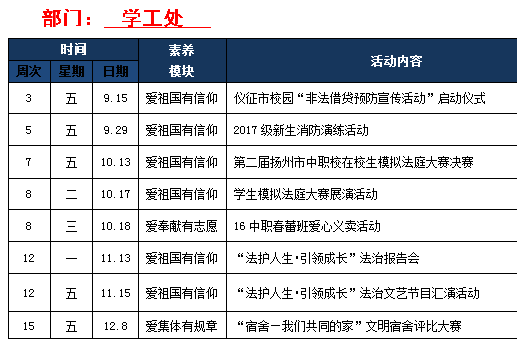 部门： 学工处
时间 素养模块 活动内容
周次 星期 日期
3 五 9.15 爱祖国有信仰 仪征市校园“非法借贷预防宣传活动”启动仪式
5 五 9.29 爱祖国有信仰 2017级新生消防演练活动
7 五 10.13 爱祖国有信仰 第二届扬州市中职校在校生模拟法庭大赛决赛
8 二 10.17 爱祖国有信仰 学生模拟法庭大赛展演活动
8 三 10.18 爱奉献有志愿 16中职春蕾班爱心义卖活动
12 一 11.13 爱祖国有信仰 “法护人生·引领成长”法治报告会
12 五 11.15 爱祖国有信仰 “法护人生·引领成长”法治文艺节目汇演活动
15 五 12.8 爱集体有规章 “宿舍—我们共同的家”文明宿舍评比大赛